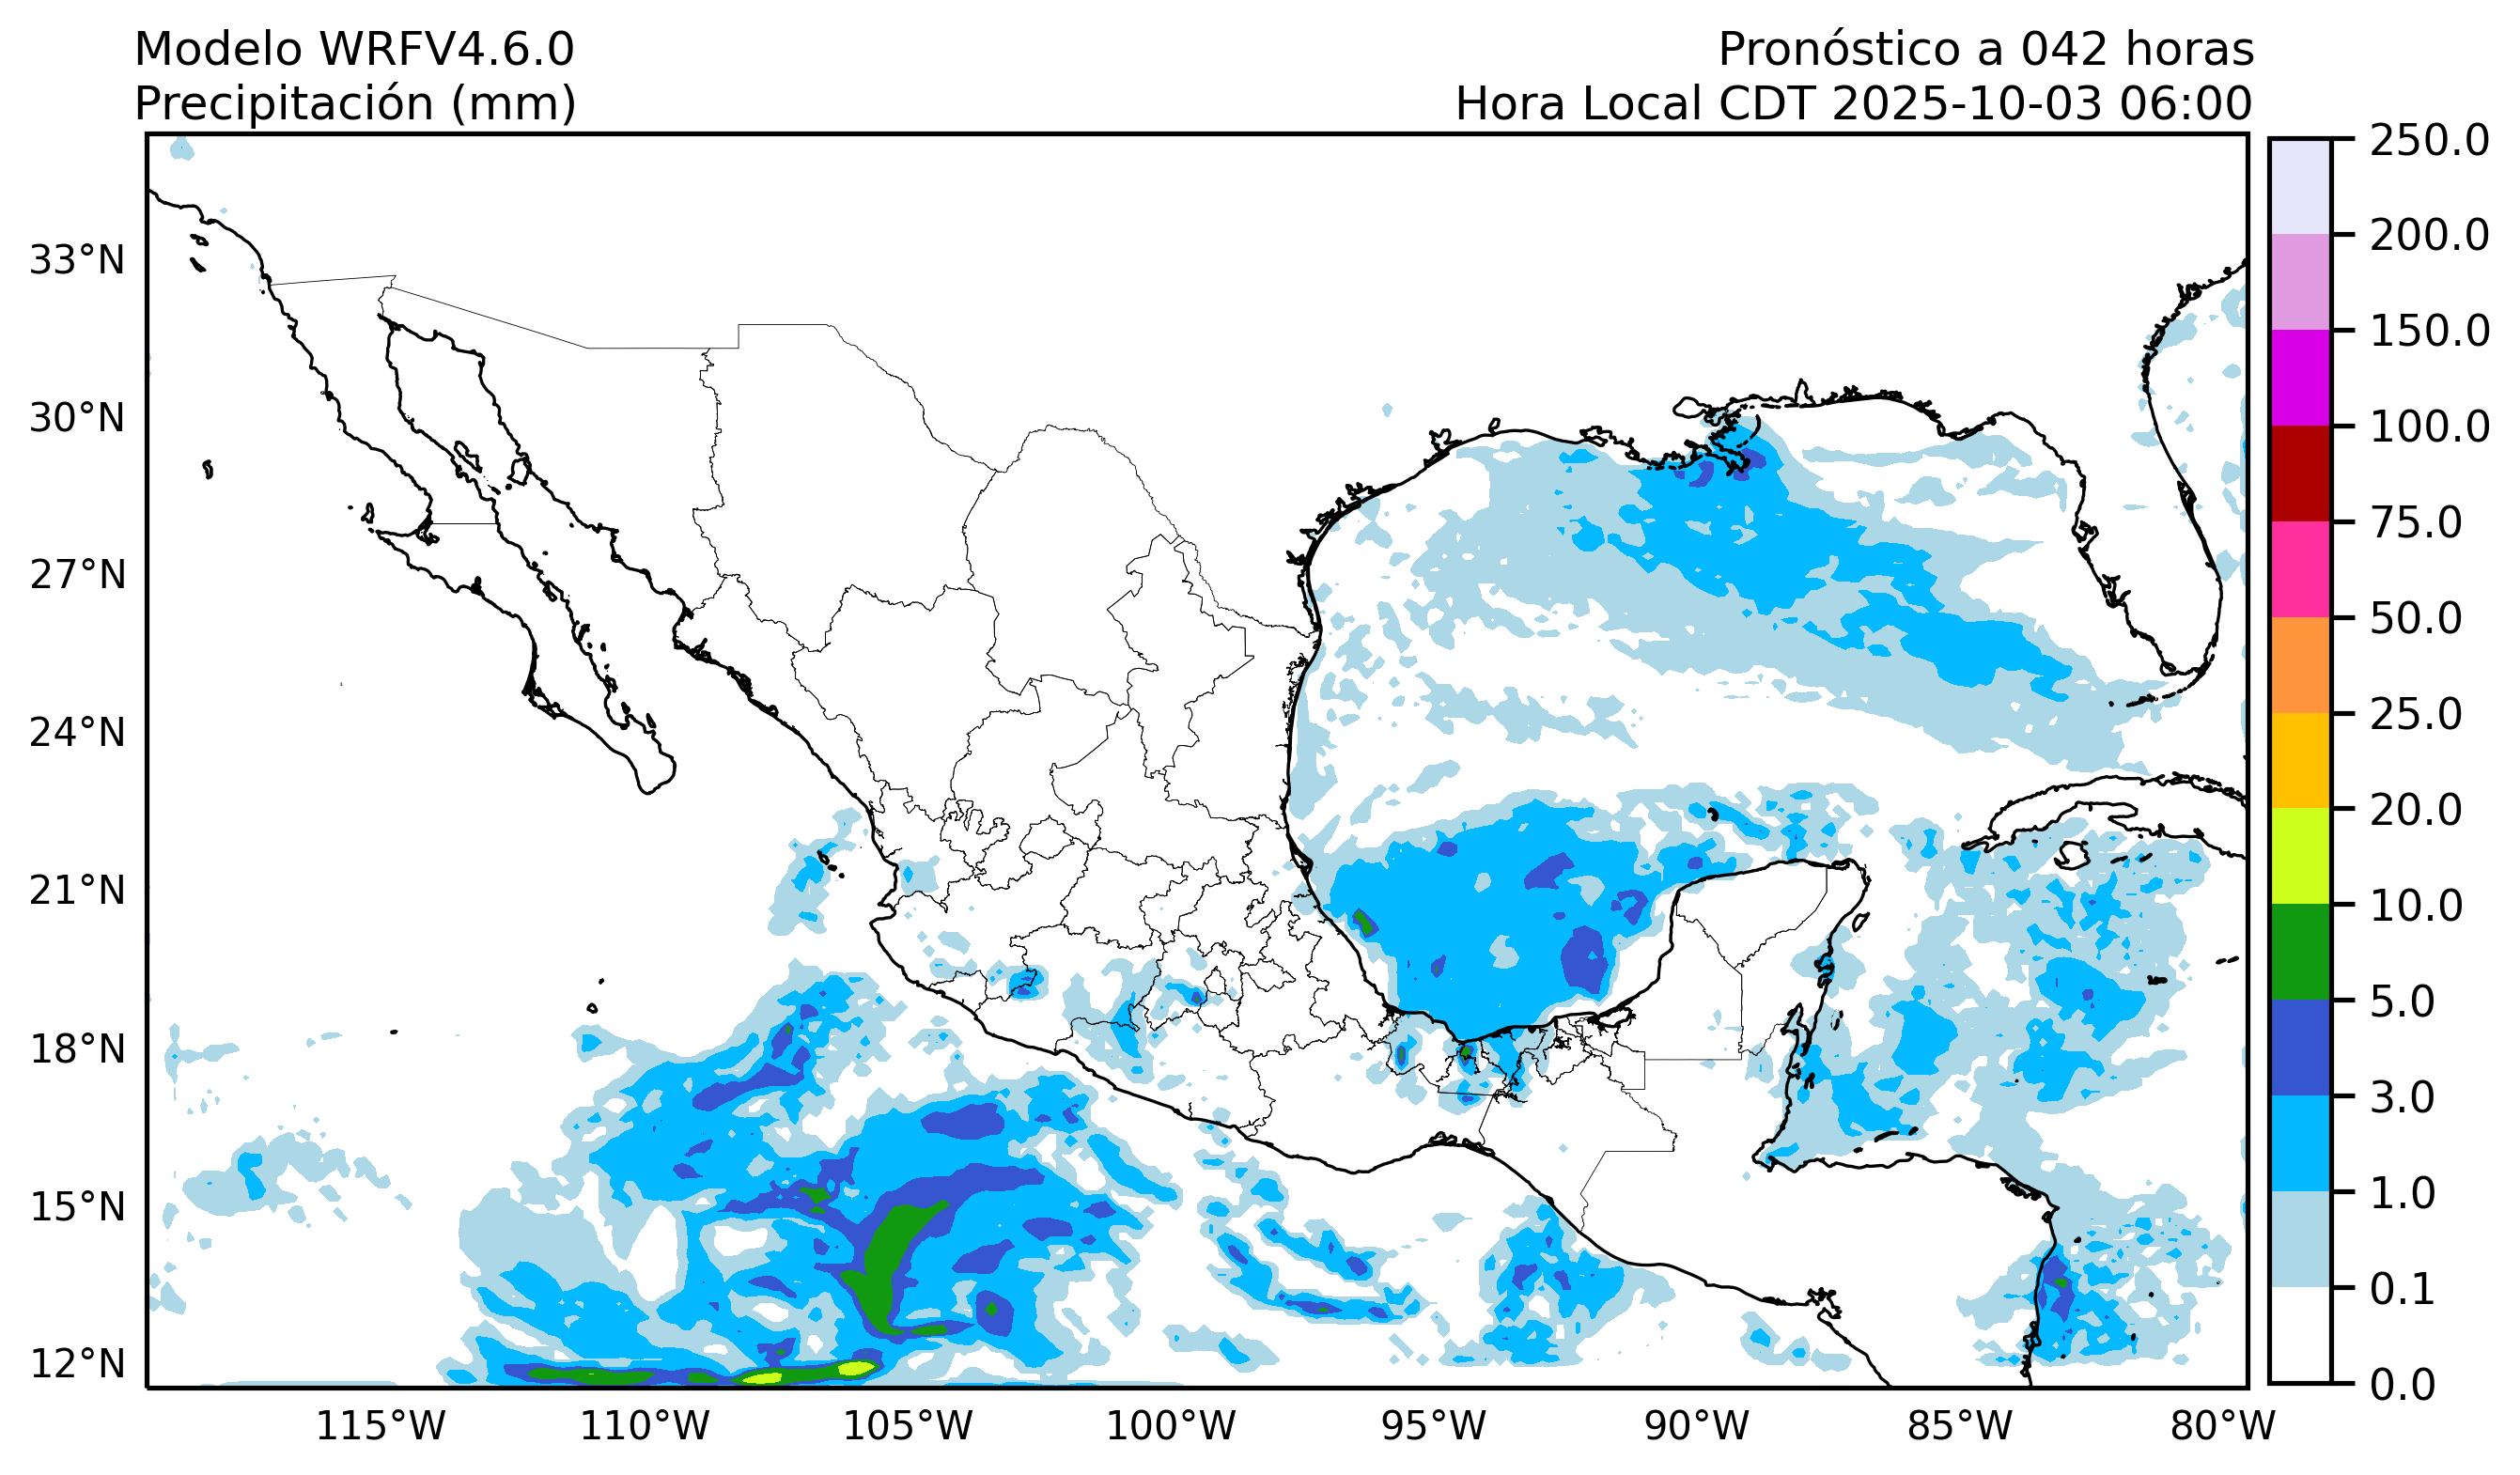 Modelo WRFV4.6.0
Precipitación (mm)
Pronóstico a 042 horas
Hora Local CDT 2025-10-03 06:00
33°N
30°N
27°N
24°N
21°N
18°N
15°N
12°N
115°W
110°W
105°W
100°W
95°W
90°W
85°W
80°W
250.0
200.0
150.0
100.0
75.0
50.0
25.0
20.0
10.0
5.0
3.0
1.0
0.1
0.0